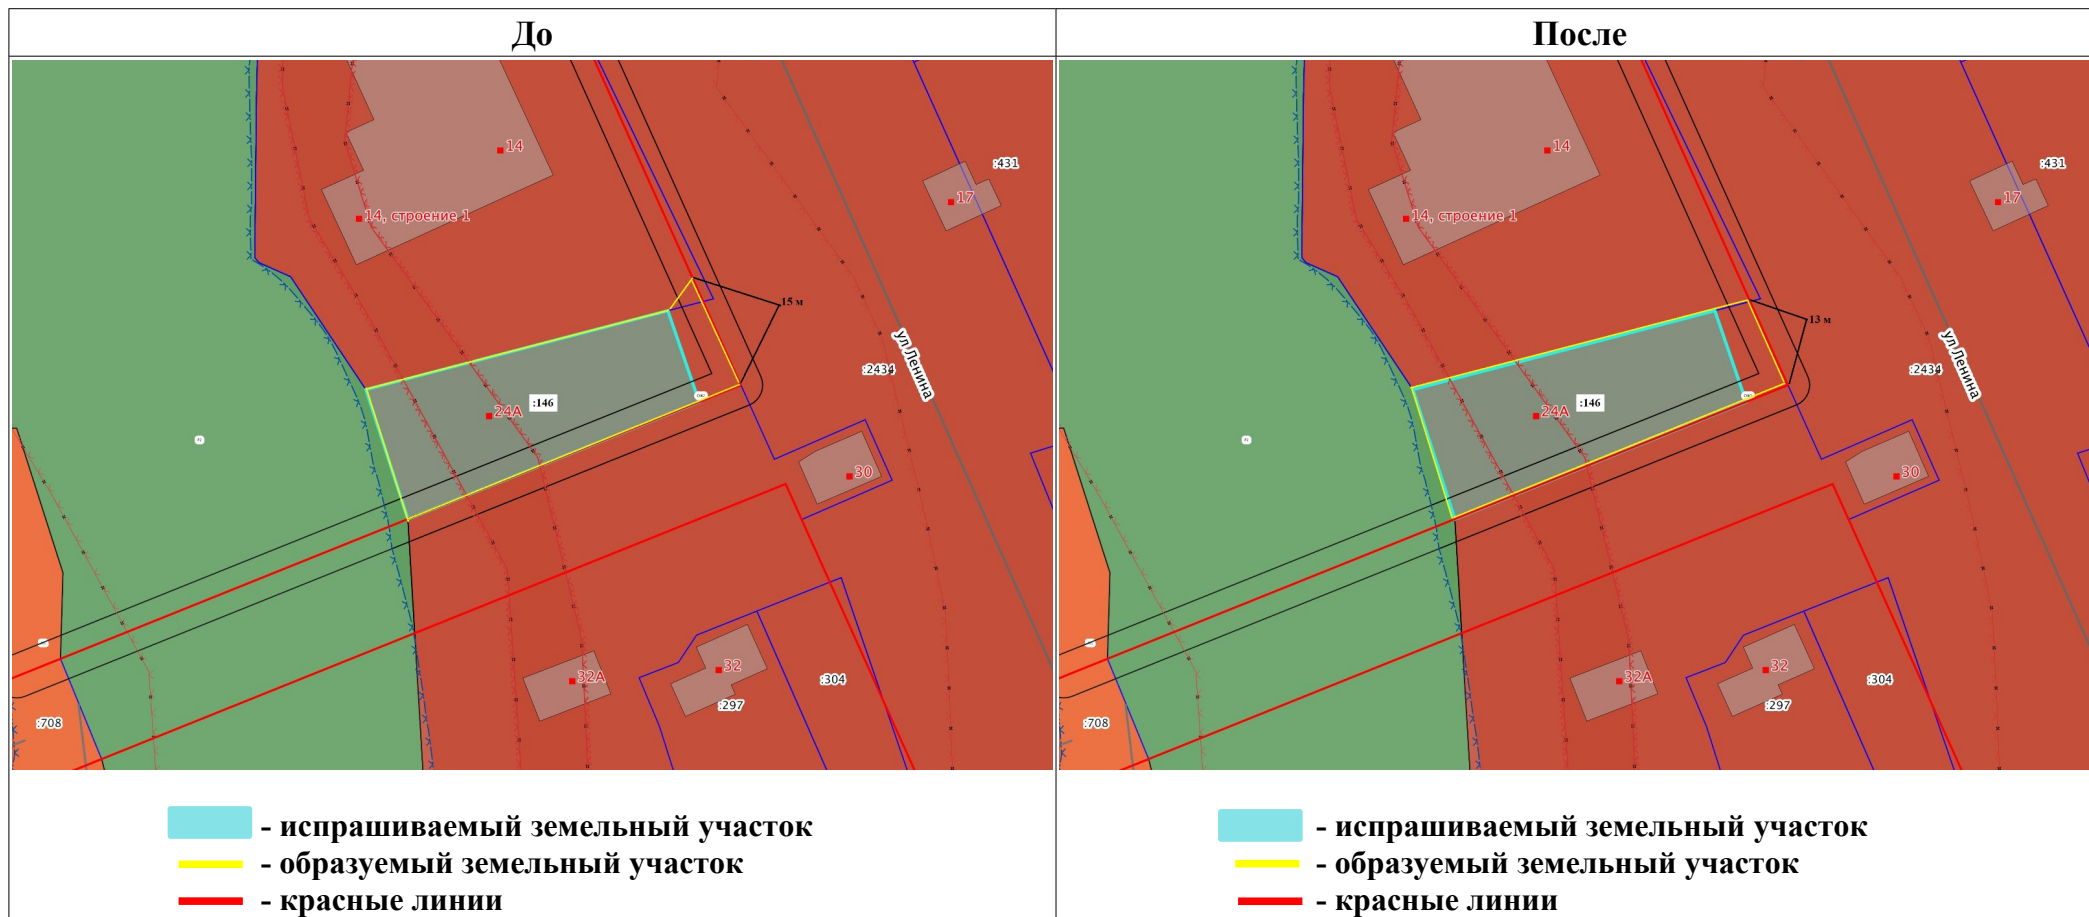 До
После
14
14, строение 1
17
:431
15 м
ул Ленина
:2434
24А
:146
30
32А
32
:297
:304
:708
14
14, строение 1
17
:431
13 м
ул Ленина
:2434
24А
:146
30
32А
32
:297
:304
:708
- испрашиваемый земельный участок
- образуемый земельный участок
- красные линии
- испрашиваемый земельный участок
- образуемый земельный участок
- красные линии